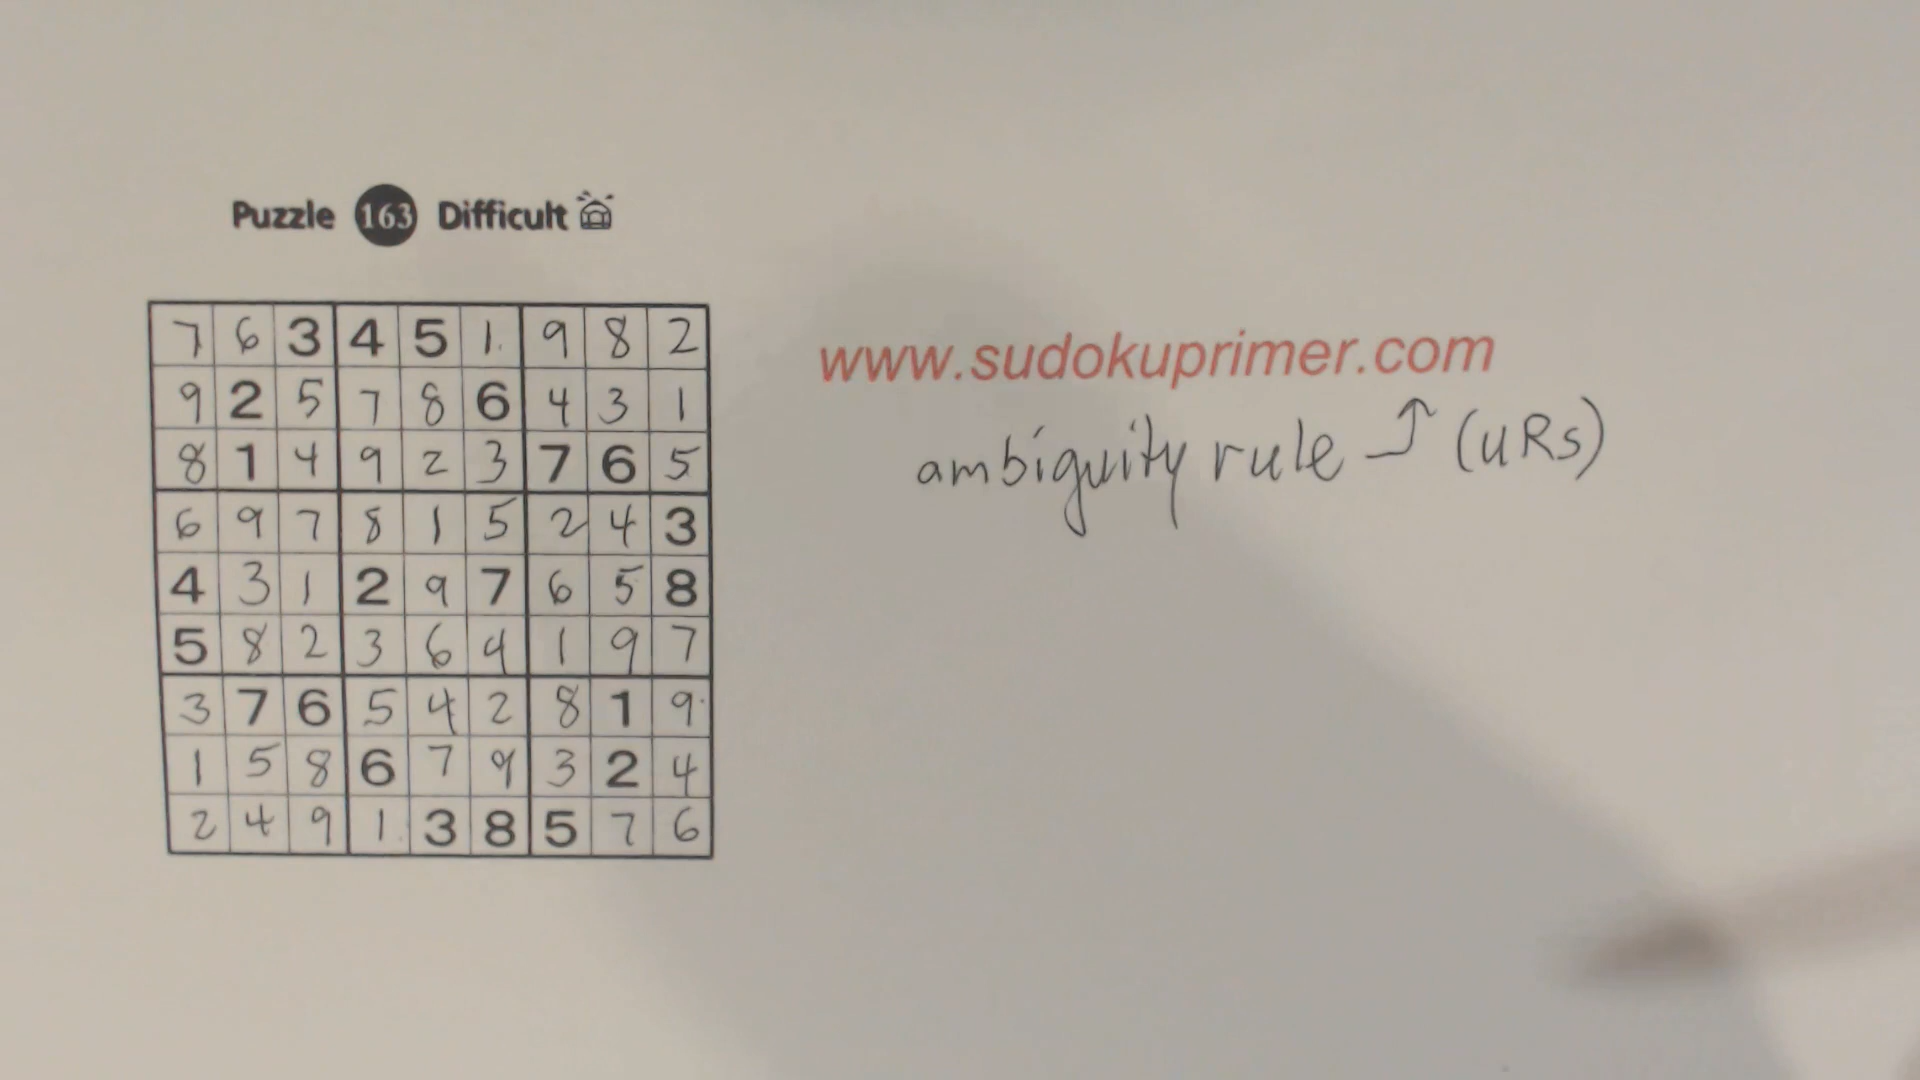 Puzzle 163 Difficult
7 6 3 4 5 1 9 8 2
9 2 5 7 8 6 4 3 1
8 1 4 9 2 3 7 6 5
6 9 7 8 1 5 2 4 3
4 3 1 2 9 7 6 5 8
5 8 2 3 6 4 1 9 7
3 7 6 5 4 2 8 1 9
1 5 8 6 7 9 3 2 4
2 4 9 1 3 8 5 7 6
www.sudokuprimer.com
ambiguity rule ⤴ (URs)